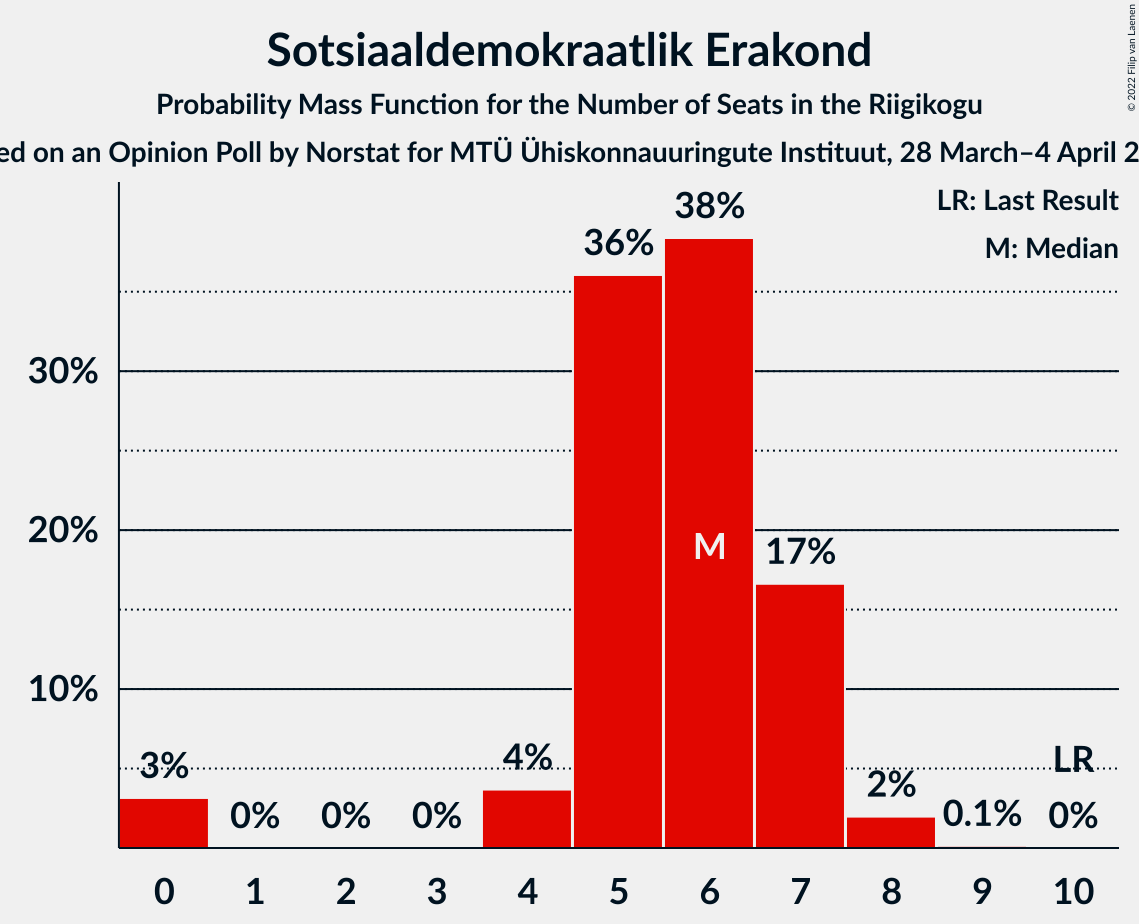 Sotsiaaldemokraatlik Erakond
Probability Mass Function for the Number of Seats in the Riigikogu
on an Opinion Poll by Norstat for MTÜ Ühiskonnauuringute Instituut, 28 March–4 April
© 2022 Filip van Laenen
LR: Last Result
M: Median
38%
36%
30%
20%
M
17%
10%
3%
4%
LR
2%
0%
0%
0%
0.1%
0%
0 1 2 3 4 5 6 7 8 9 10